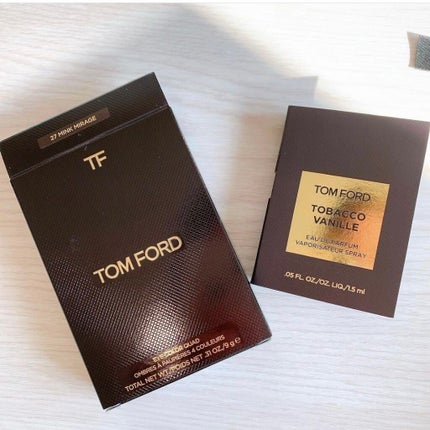 27 MINK MIRAGE
TF
TOM FORD
EYE COLOR QUAD
OMBRES À PAUPIÈRES 4 COULEURS
TOTAL NET WT./POIDS NET .31 OZ/9 g ℮
TOM FORD
TOBACCO
VANILLE
EAU DE PARFUM
VAPORISATEUR SPRAY
.05 FL. OZ./OZ. LIQ./1.5 ml